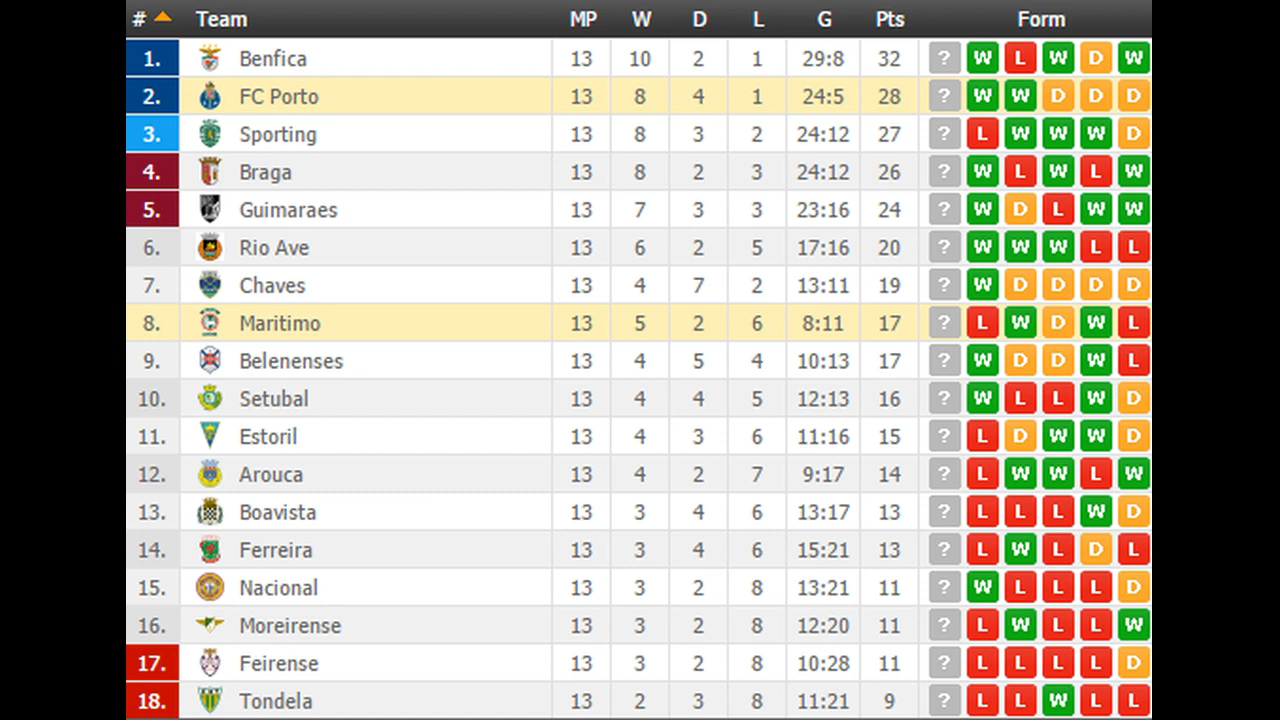 # Team MP W D L G Pts Form
1. Benfica 13 10 2 1 29:8 32 ? W L W D W
2. FC Porto 13 8 4 1 24:5 28 ? W W D D D
3. Sporting 13 8 3 2 24:12 27 ? L W W W D
4. Braga 13 8 2 3 24:12 26 ? W L W L W
5. Guimaraes 13 7 3 3 23:16 24 ? W D L W W
6. Rio Ave 13 6 2 5 17:16 20 ? W W W L L
7. Chaves 13 4 7 2 13:11 19 ? W D D D D
8. Maritimo 13 5 2 6 8:11 17 ? L W D W L
9. Belenenses 13 4 5 4 10:13 17 ? W D D W L
10. Setubal 13 4 4 5 12:13 16 ? W L L W D
11. Estoril 13 4 3 6 11:16 15 ? L D W W D
12. Arouca 13 4 2 7 9:17 14 ? L W W L W
13. Boavista 13 3 4 6 13:17 13 ? L L L W D
14. Ferreira 13 3 4 6 15:21 13 ? L W L D L
15. Nacional 13 3 2 8 13:21 11 ? W L L L D
16. Moreirense 13 3 2 8 12:20 11 ? L W L L W
17. Feirense 13 3 2 8 10:28 11 ? L L L L D
18. Tondela 13 2 3 8 11:21 9 ? L L W L L